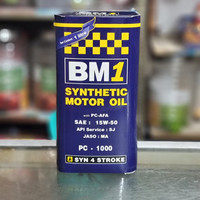 BM1
SYNTHETIC
MOTOR OIL
with PC-AFA
SAE : 15W-50
API Service : SJ
JASO : MA
PC - 1000
SYN 4 STROKE